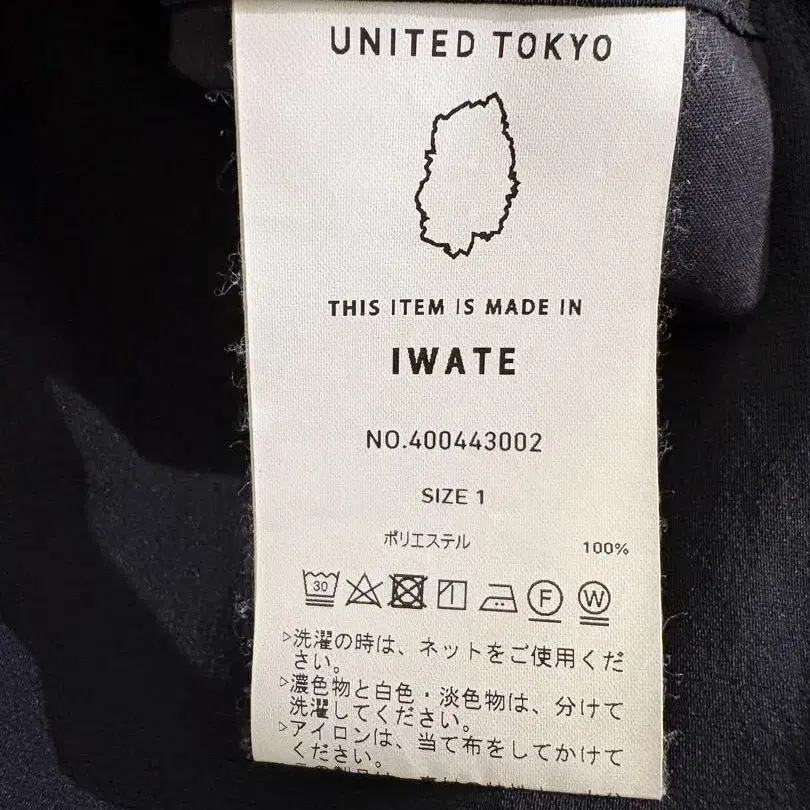 UNITED TOKYO
THIS ITEM IS MADE IN
IWATE
NO.400443002
SIZE 1
ポリエステル 100%
30 F W
▷洗濯の時は、ネットをご使用くだ
さい。
▷濃色物と白色・淡色物は、分けて
洗濯してください。
▷アイロンは、当て布をしてかけて
ください。